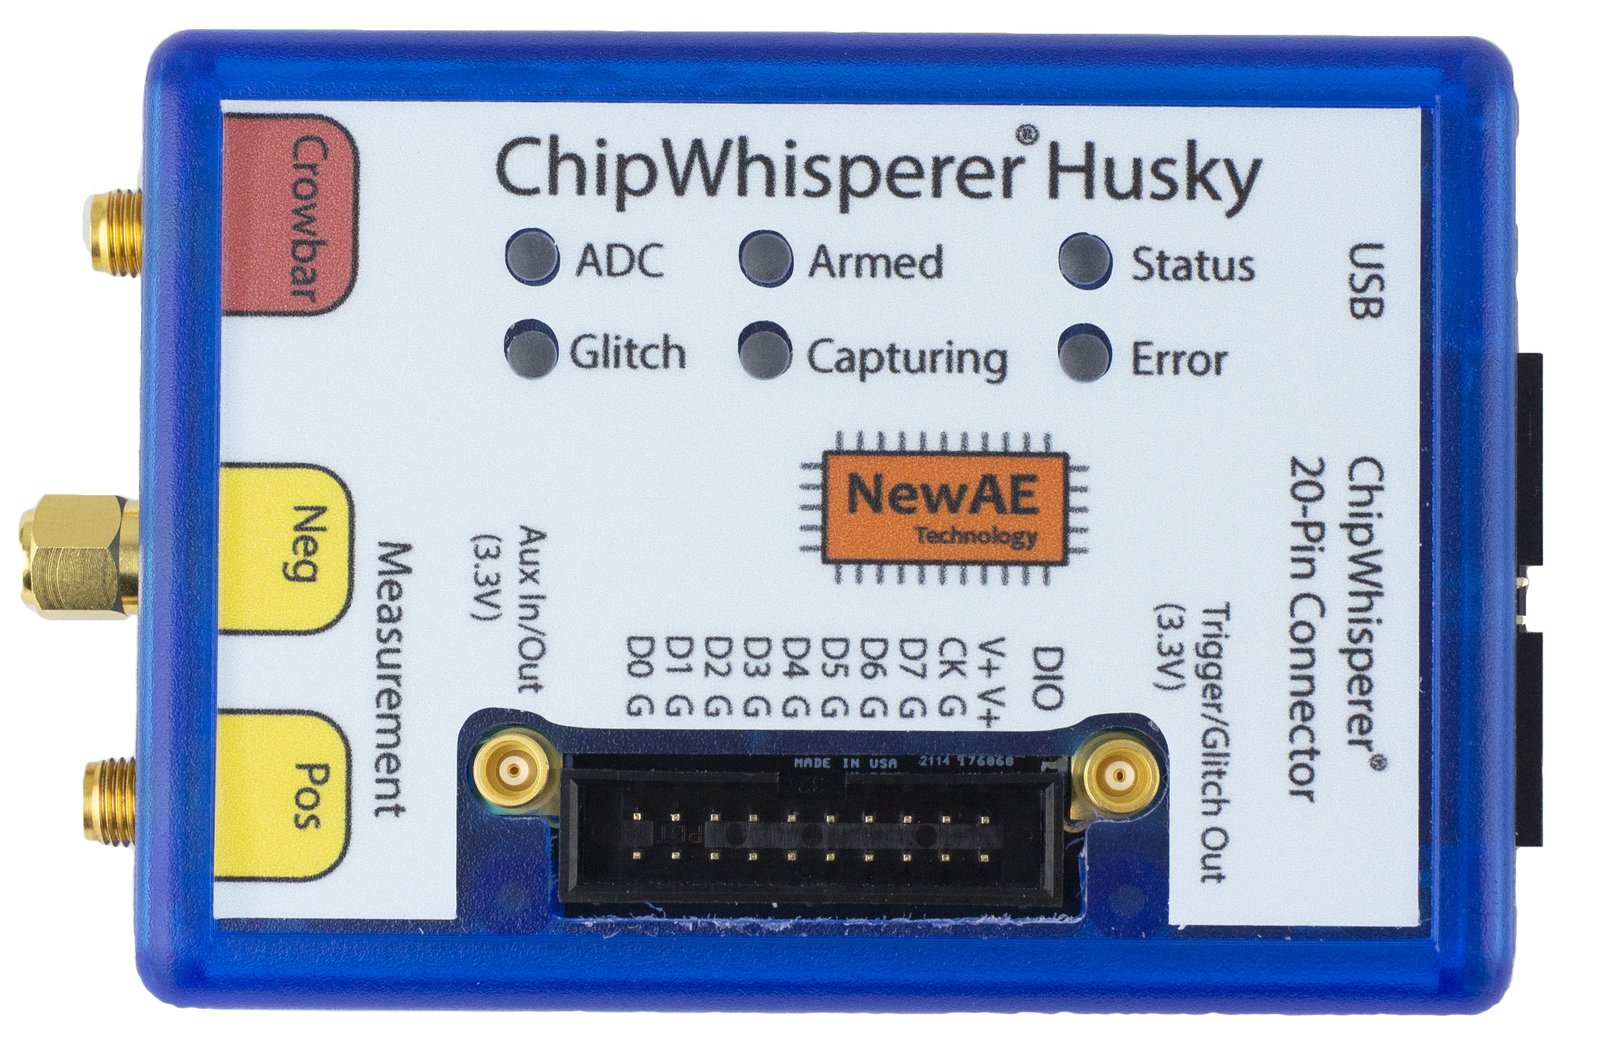 ChipWhisperer® Husky
ADC
Armed
Status
Glitch
Capturing
Error
Crowbar
Neg
Pos
Measurement
USB
ChipWhisperer®
20-Pin Connector
NewAE
Technology
Aux In/Out
(3.3V)
Trigger/Glitch Out
(3.3V)
DIO
V+ V+
CK G
D7 G
D6 G
D5 G
D4 G
D3 G
D2 G
D1 G
D0 G
MADE IN USA 2114 176060